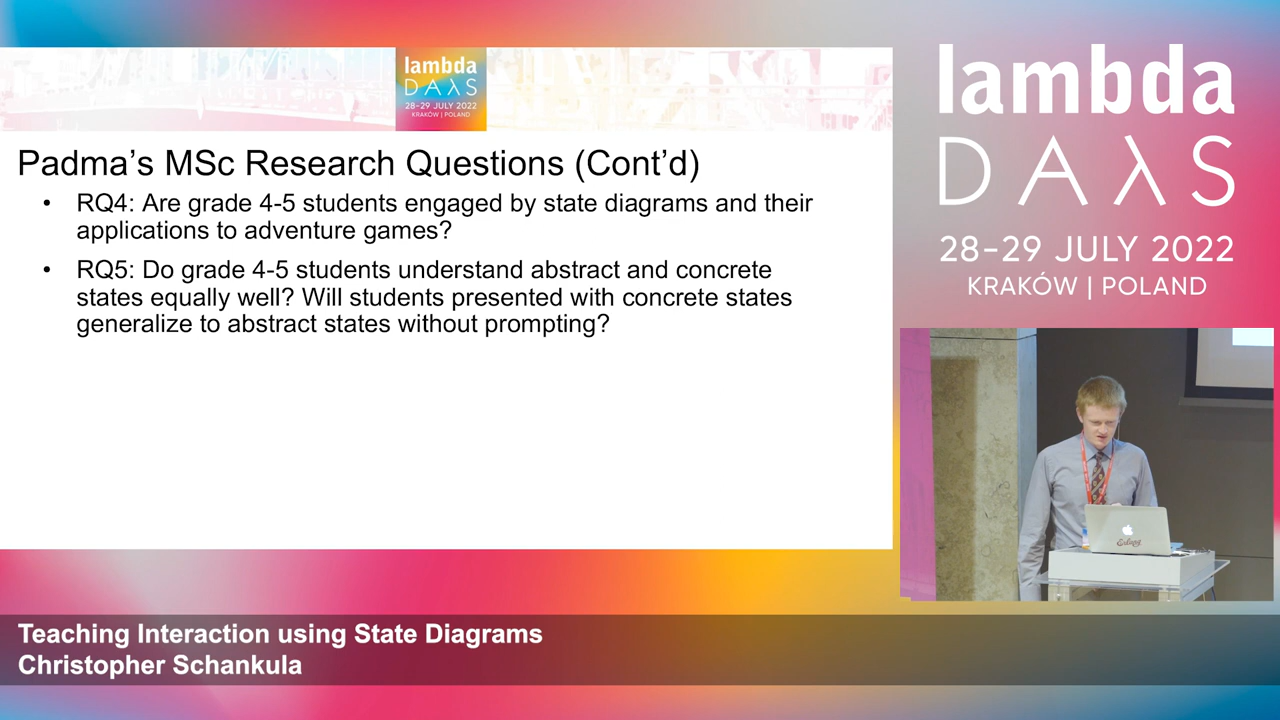 lambda
DAλS
28-29 JULY 2022
KRAKÓW | POLAND
Padma’s MSc Research Questions (Cont’d)
• RQ4: Are grade 4-5 students engaged by state diagrams and their
applications to adventure games?
• RQ5: Do grade 4-5 students understand abstract and concrete
states equally well? Will students presented with concrete states
generalize to abstract states without prompting?
lambda
DAλS
28–29 JULY 2022
KRAKÓW | POLAND
Teaching Interaction using State Diagrams
Christopher Schankula